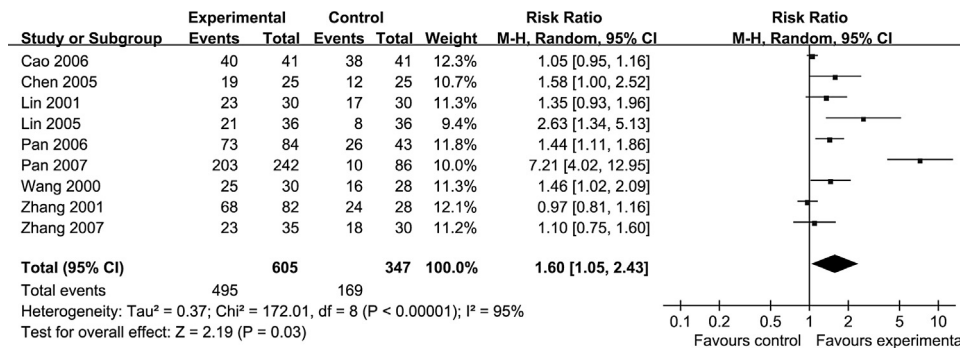 Experimental Control Risk Ratio Risk Ratio
Study or Subgroup Events Total Events Total Weight M-H, Random, 95% CI M-H, Random, 95% CI
Cao 2006 40 41 38 41 12.3% 1.05 [0.95, 1.16]
Chen 2005 19 25 12 25 10.7% 1.58 [1.00, 2.52]
Lin 2001 23 30 17 30 11.3% 1.35 [0.93, 1.96]
Lin 2005 21 36 8 36 9.4% 2.63 [1.34, 5.13]
Pan 2006 73 84 26 43 11.8% 1.44 [1.11, 1.86]
Pan 2007 203 242 10 86 10.0% 7.21 [4.02, 12.95]
Wang 2000 25 30 16 28 11.3% 1.46 [1.02, 2.09]
Zhang 2001 68 82 24 28 12.1% 0.97 [0.81, 1.16]
Zhang 2007 23 35 18 30 11.2% 1.10 [0.75, 1.60]
Total (95% CI) 605 347 100.0% 1.60 [1.05, 2.43]
Total events 495 169
Heterogeneity: Tau² = 0.37; Chi² = 172.01, df = 8 (P < 0.00001); I² = 95%
Test for overall effect: Z = 2.19 (P = 0.03)
0.1 0.2 0.5 1 2 5 10
Favours control Favours experimenta